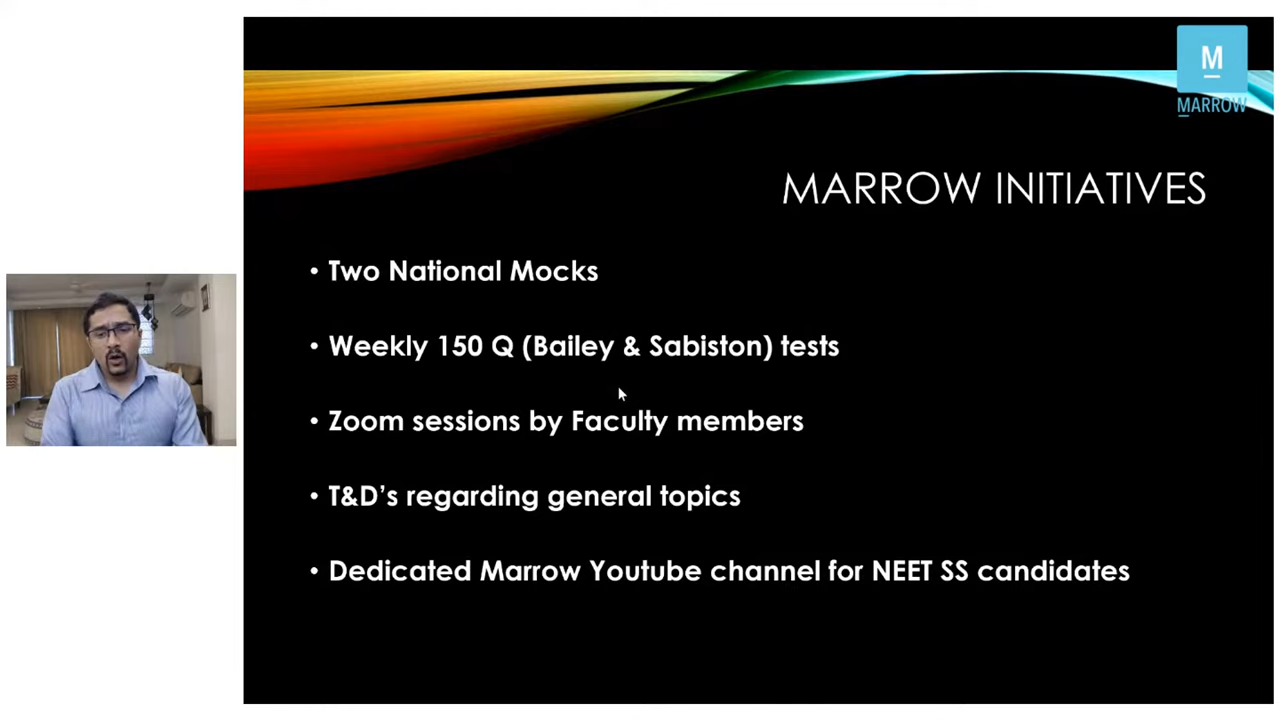 M
MARROW
MARROW INITIATIVES
• Two National Mocks
• Weekly 150 Q (Bailey & Sabiston) tests
• Zoom sessions by Faculty members
• T&D's regarding general topics
• Dedicated Marrow Youtube channel for NEET SS candidates